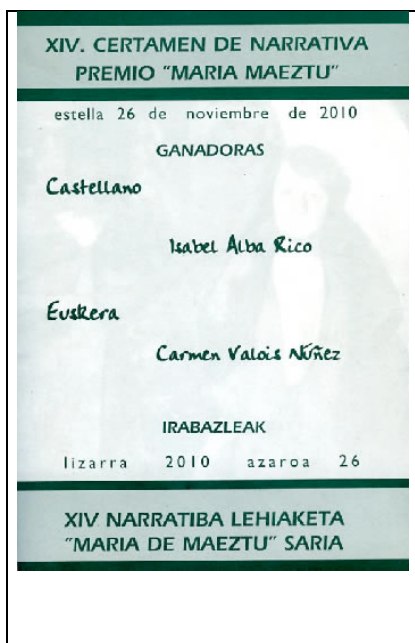 XIV. CERTAMEN DE NARRATIVA
PREMIO "MARIA MAEZTU"
estella 26 de noviembre de 2010
GANADORAS
Castellano
Isabel Alba Rico
Euskera
Carmen Valois Núñez
IRABAZLEAK
lizarra 2010 azaroa 26
XIV NARRATIBA LEHIAKETA
"MARIA DE MAEZTU" SARIA